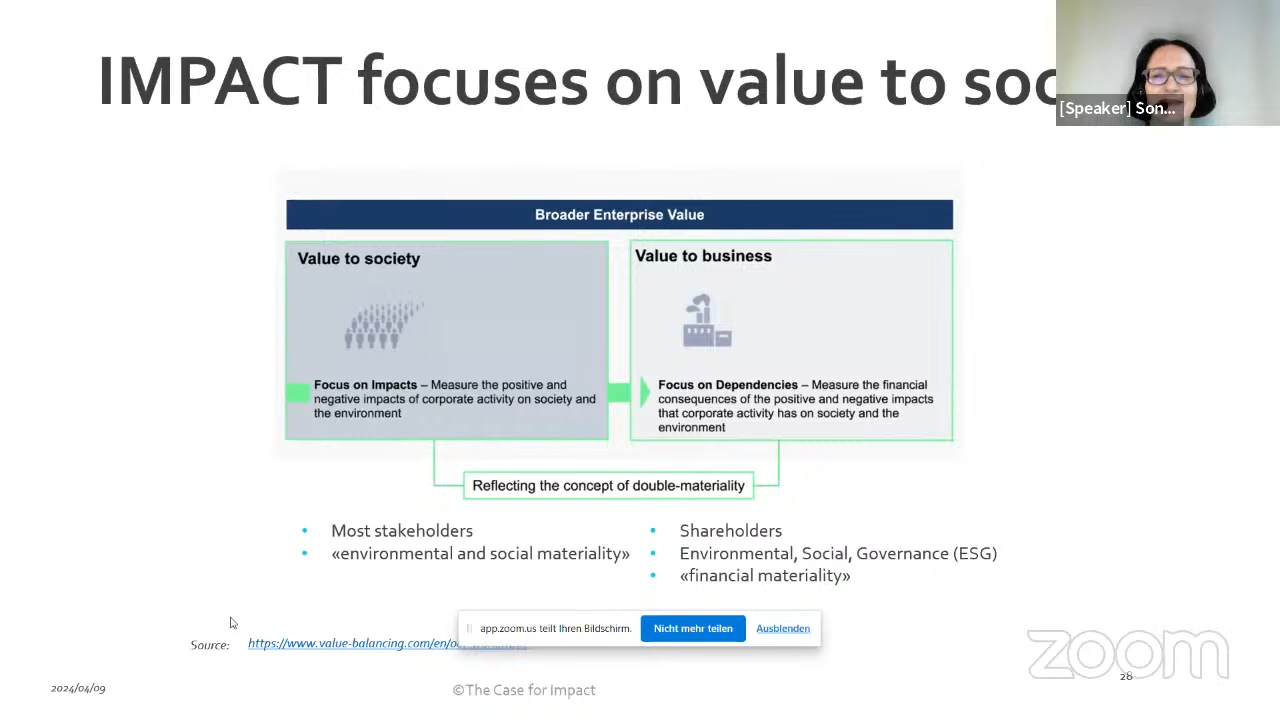 IMPACT focuses on value to soc
[Speaker] Son...
Broader Enterprise Value
Value to society
Focus on Impacts – Measure the positive and
negative impacts of corporate activity on society and
the environment
Value to business
Focus on Dependencies – Measure the financial
consequences of the positive and negative impacts
that corporate activity has on society and the
environment
Reflecting the concept of double-materiality
• Most stakeholders
• «environmental and social materiality»
• Shareholders
• Environmental, Social, Governance (ESG)
• «financial materiality»
app.zoom.us teilt Ihren Bildschirm.
Nicht mehr teilen
Ausblenden
Source: https://www.value-balancing.com/en/o
zoom
2024/04/09
©The Case for Impact
28